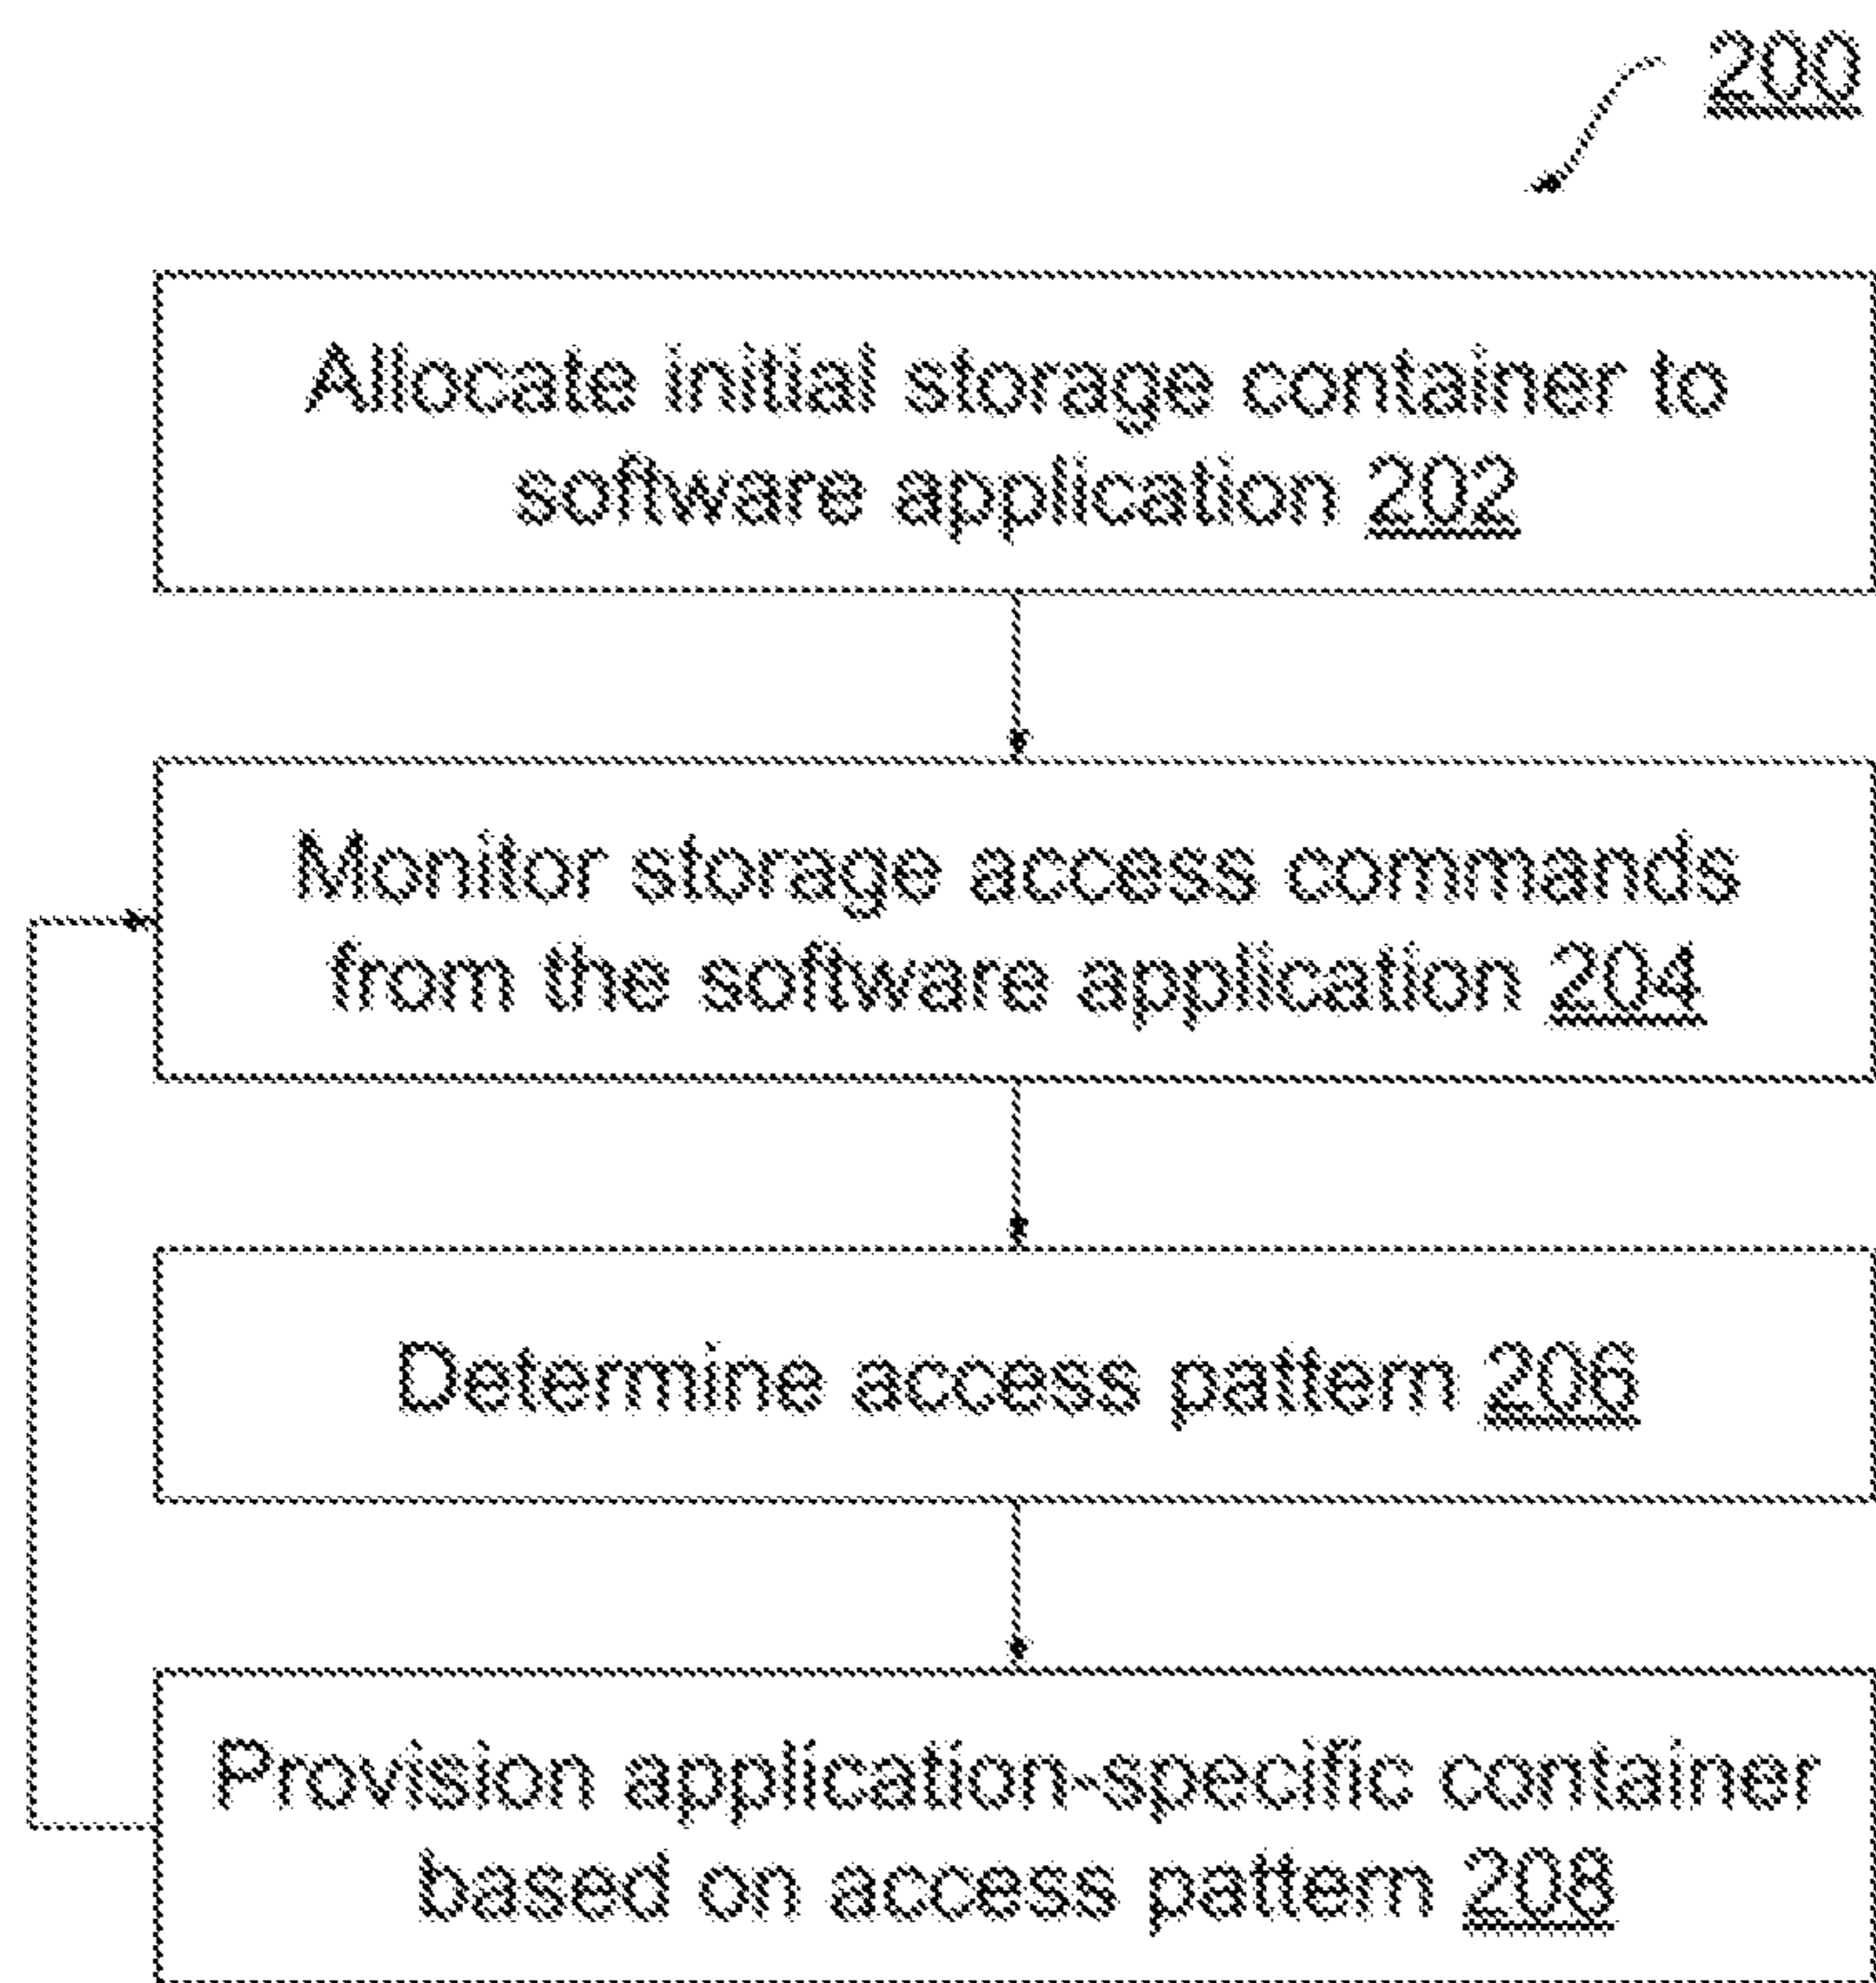 200
Allocate initial storage container to
software application 202
Monitor storage access commands
from the software application 204
Determine access pattern 206
Provision application-specific container
based on access pattern 208